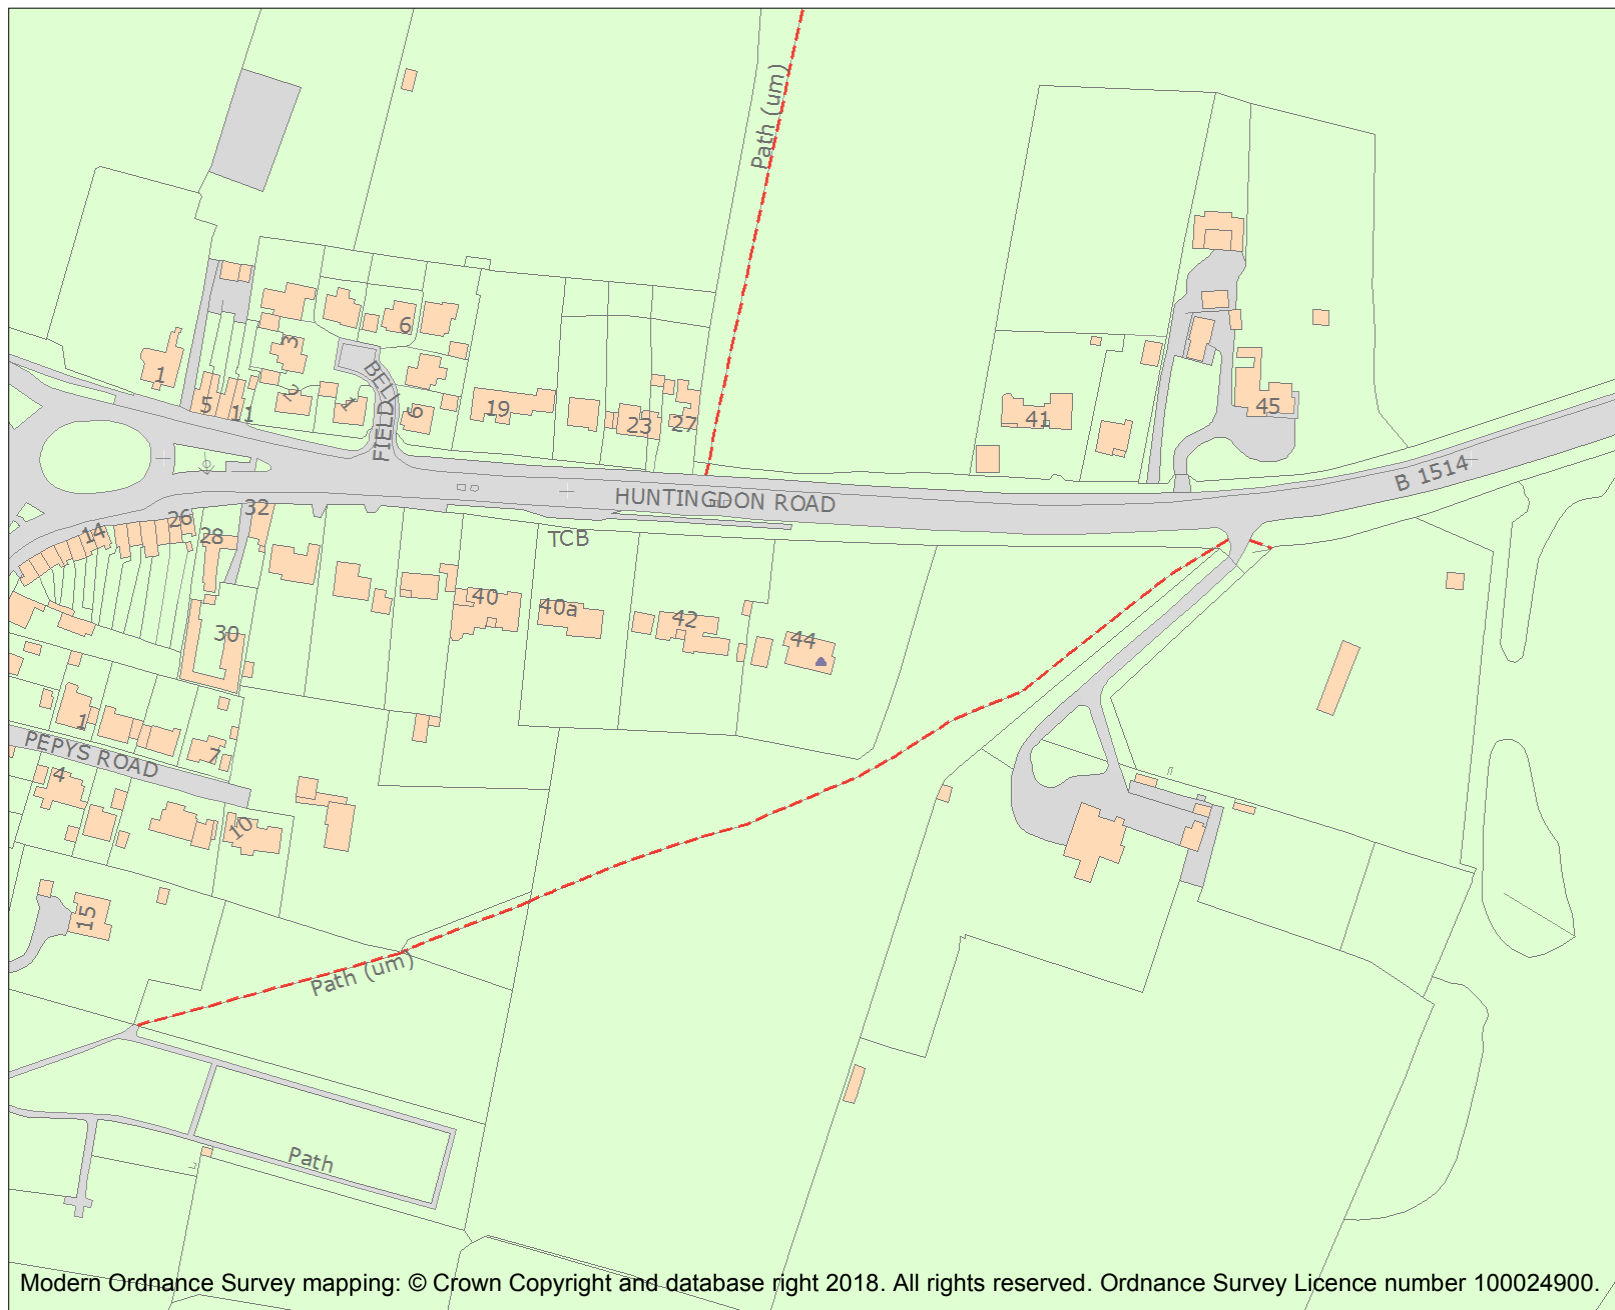 Path (um)
6
3
1
BELL
FIELD
2
1
6
5
11
19
23
27
41
45
B 1514
HUNTINGDON ROAD
TCB
14
26
28
32
30
40
40a
42
44
1
7
PEPYS ROAD
4
10
15
Path (um)
Path
Modern Ordnance Survey mapping: © Crown Copyright and database right 2018. All rights reserved. Ordnance Survey Licence number 100024900.